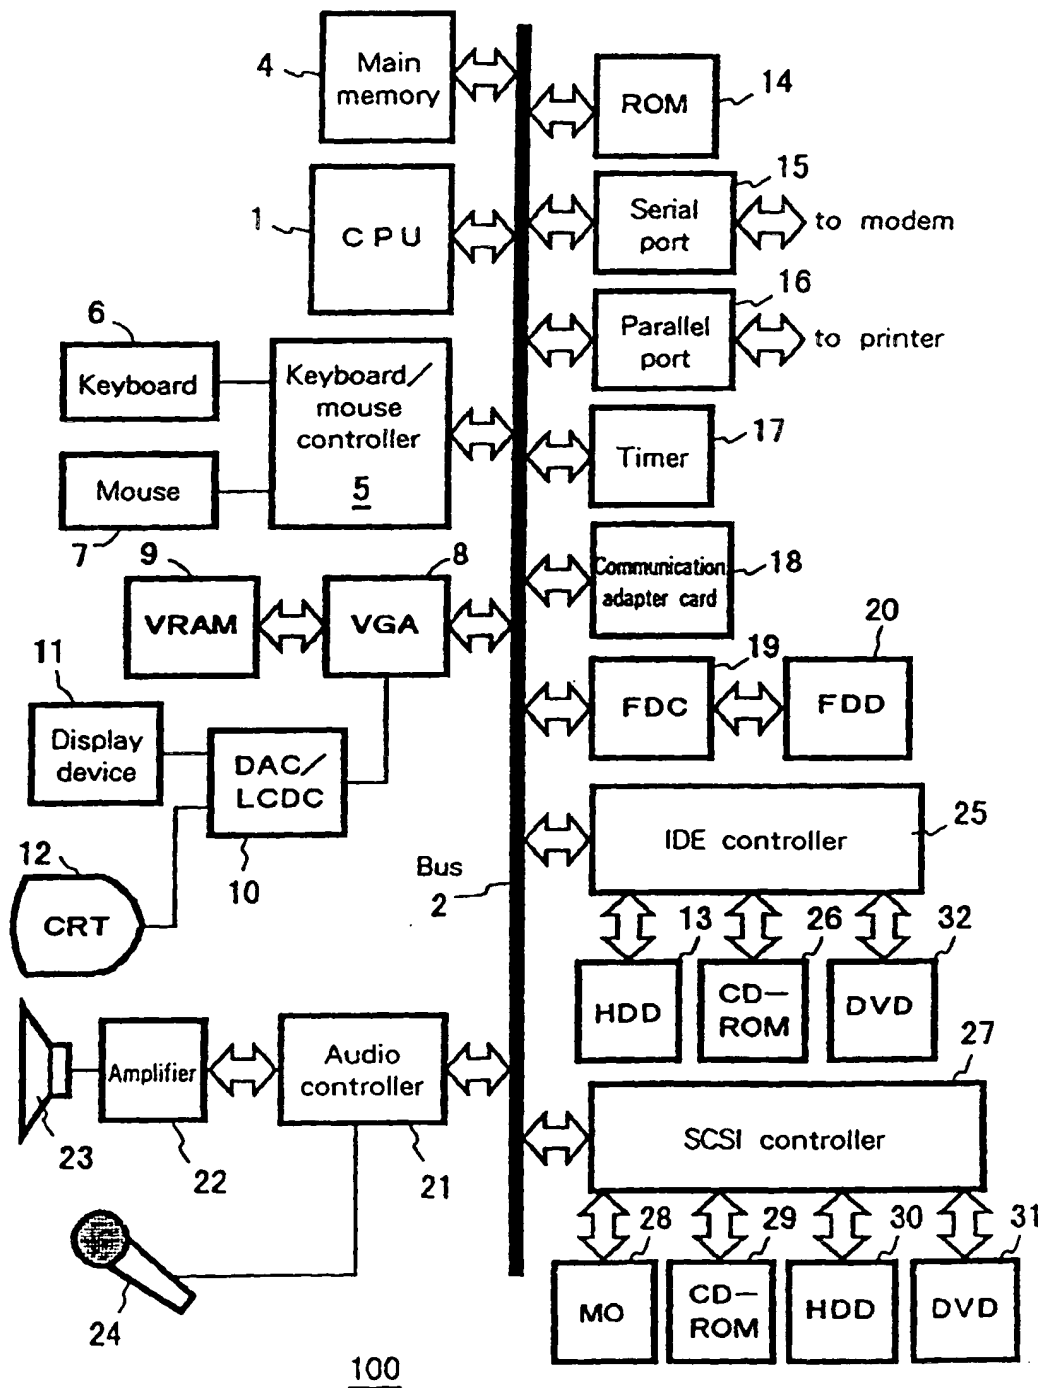 4
Main
memory
14
ROM
1
CPU
15
Serial
port
to modem
16
Parallel
port
to printer
6
Keyboard
Keyboard/
mouse
controller
5
Mouse
7
17
Timer
18
Communication
adapter card
9
VRAM
8
VGA
19
FDC
20
FDD
11
Display
device
DAC/
LCDC
10
12
CRT
Bus
2
25
IDE controller
13
HDD
26
CD-
ROM
32
DVD
23
Amplifier
22
Audio
controller
21
24
27
SCSI controller
28
MO
29
CD-
ROM
30
HDD
31
DVD
100